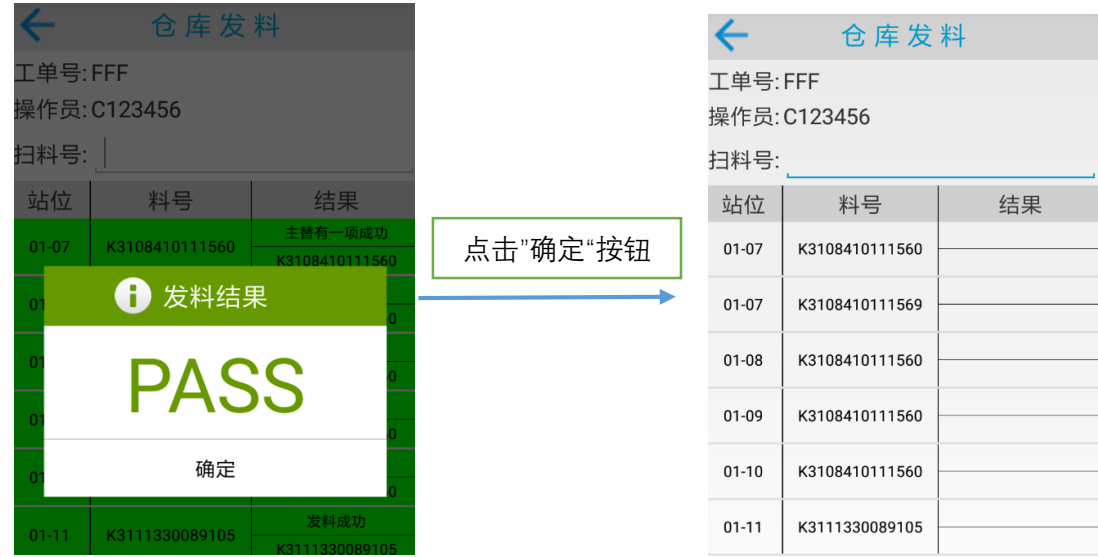 仓库发料
工单号:FFF
操作员:C123456
扫料号:
站位 料号 结果
01-07 K3108410111560 主替有一项成功
K3108410111560
发料结果
PASS
确定
01-11 K3111330089105 发料成功
K3111330089105
点击”确定“按钮
仓库发料
工单号:FFF
操作员:C123456
扫料号:
站位 料号 结果
01-07 K3108410111560
01-07 K3108410111569
01-08 K3108410111560
01-09 K3108410111560
01-10 K3108410111560
01-11 K3111330089105